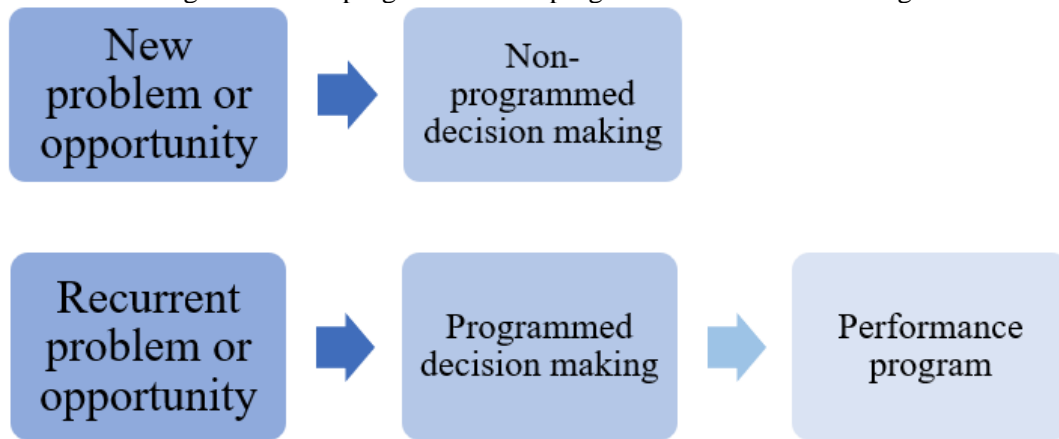 New
problem or
opportunity
Non-
programmed
decision making
Recurrent
problem or
opportunity
Programmed
decision making
Performance
program